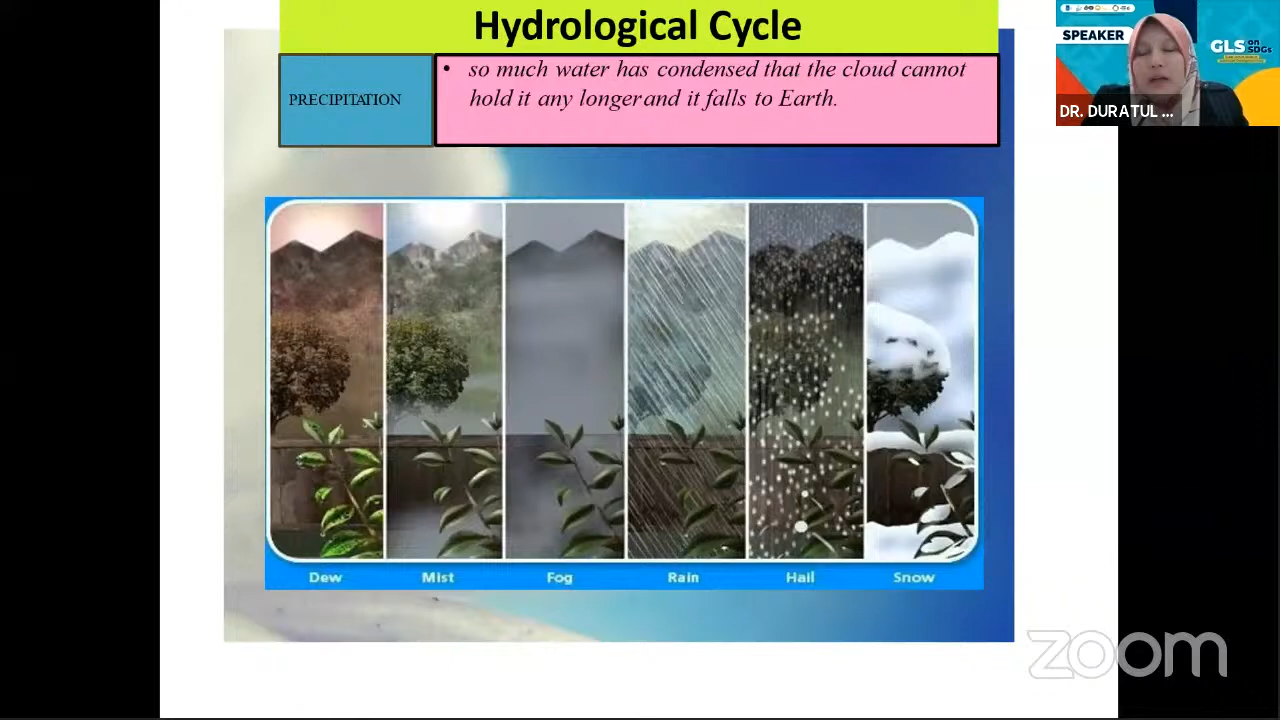 Hydrological Cycle
PRECIPITATION
• so much water has condensed that the cloud cannot
hold it any longer and it falls to Earth.
Dew Mist Fog Rain Hail Snow
SPEAKER
GLS on SDGs
DR. DURATUL ...
zoom